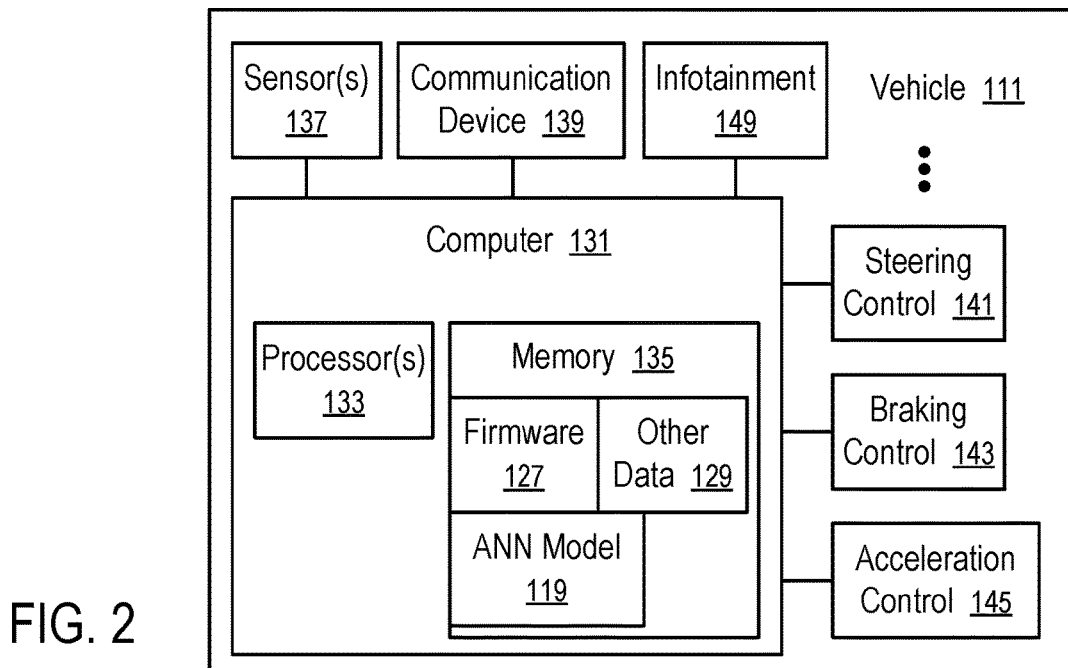 Sensor(s)
137
Communication
Device 139
Infotainment
149
Vehicle 111
Computer 131
Steering
Control 141
Processor(s)
133
Memory 135
Firmware
127
Other
Data 129
Braking
Control 143
ANN Model
119
Acceleration
Control 145
FIG. 2